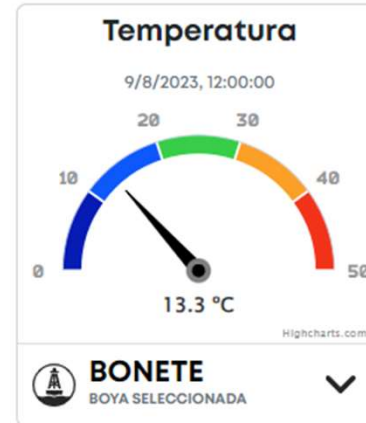 Temperatura
9/8/2023, 12:00:00
20 30
10 40
0 50
13.3 ºC
Highcharts.com
BONETE
BOYA SELECCIONADA